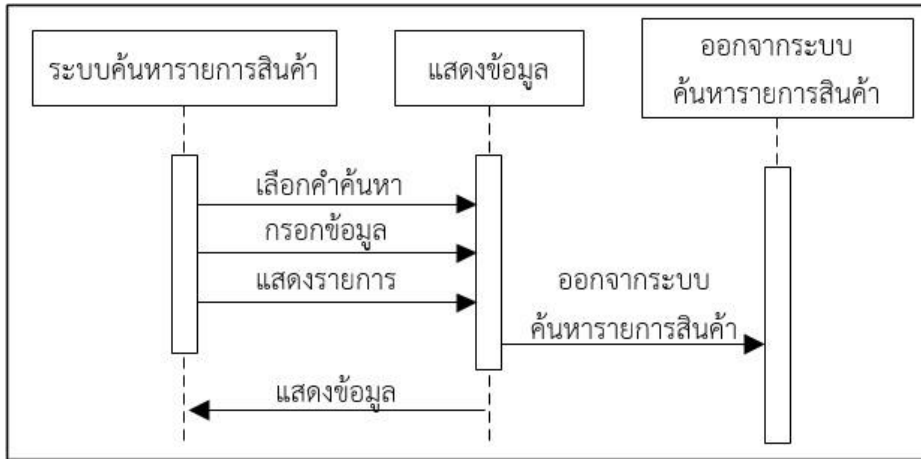 ระบบค้นหารายการสินค้า
แสดงข้อมูล
ออกจากระบบ
ค้นหารายการสินค้า
เลือกคำค้นหา
กรอกข้อมูล
แสดงรายการ
ออกจากระบบ
ค้นหารายการสินค้า
แสดงข้อมูล